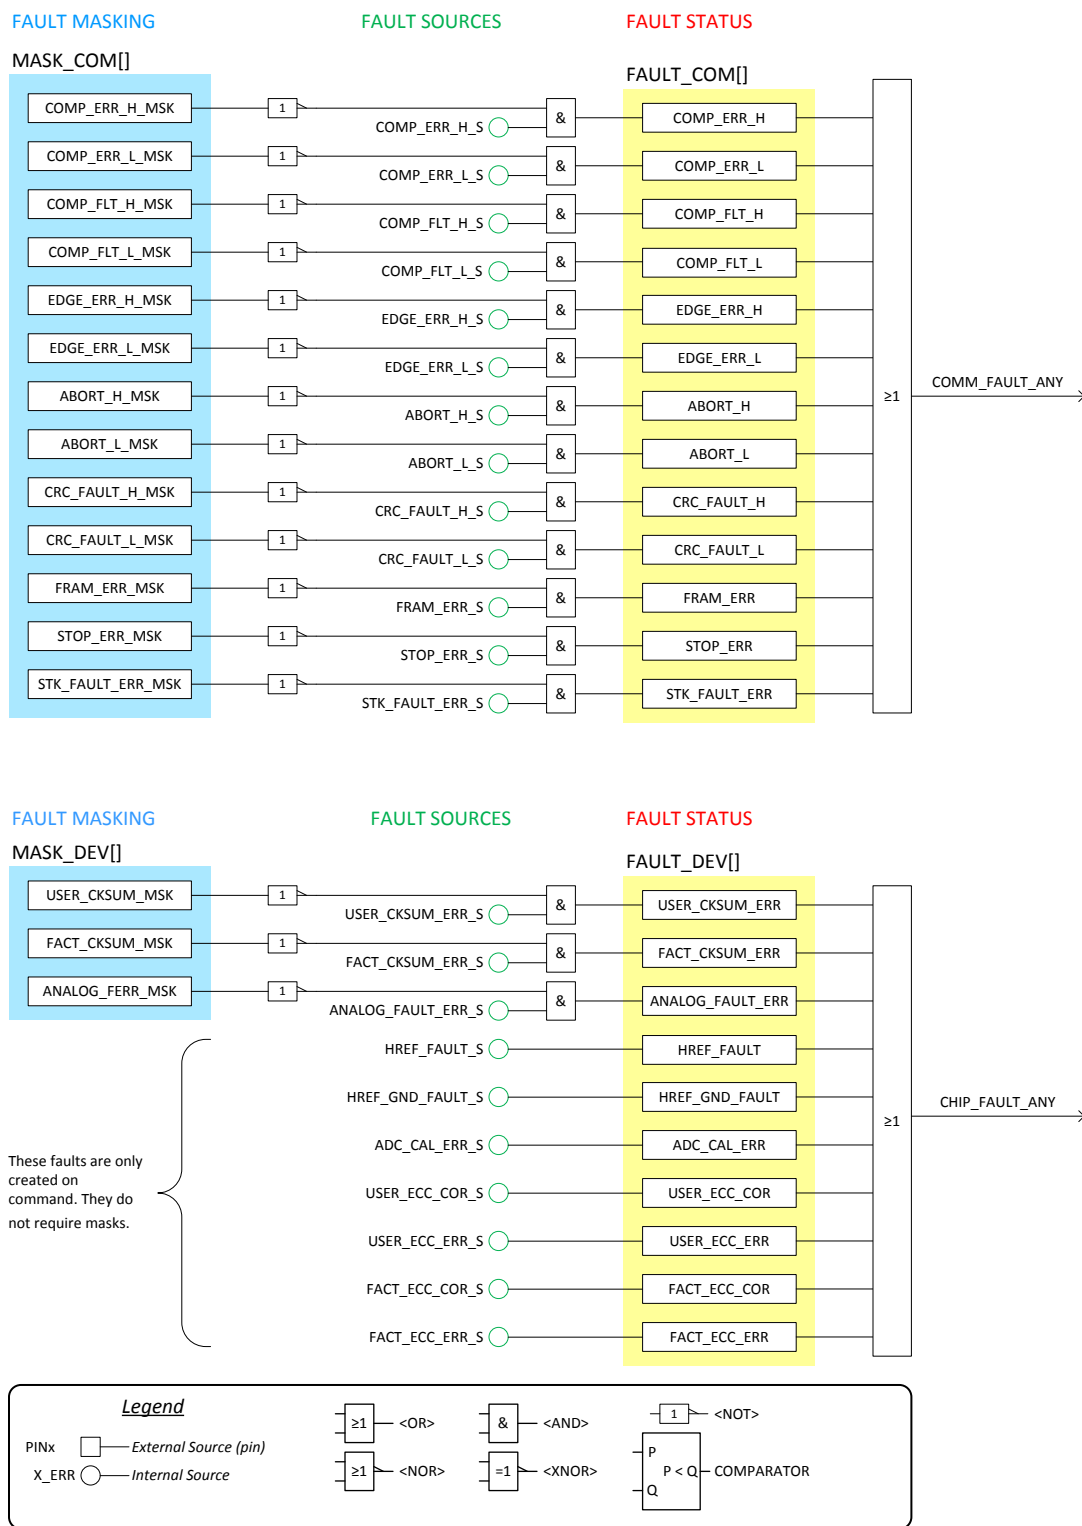 FAULT MASKING FAULT SOURCES FAULT STATUS
MASK_COM[]
FAULT_COM[]
COMP_ERR_H_MSK 1 COMP_ERR_H_S & COMP_ERR_H
COMP_ERR_L_MSK 1 COMP_ERR_L_S & COMP_ERR_L
COMP_FLT_H_MSK 1 COMP_FLT_H_S & COMP_FLT_H
COMP_FLT_L_MSK 1 COMP_FLT_L_S & COMP_FLT_L
EDGE_ERR_H_MSK 1 EDGE_ERR_H_S & EDGE_ERR_H
EDGE_ERR_L_MSK 1 EDGE_ERR_L_S & EDGE_ERR_L
ABORT_H_MSK 1 ABORT_H_S & ABORT_H
≥1 COMM_FAULT_ANY
ABORT_L_MSK 1 ABORT_L_S & ABORT_L
CRC_FAULT_H_MSK 1 CRC_FAULT_H_S & CRC_FAULT_H
CRC_FAULT_L_MSK 1 CRC_FAULT_L_S & CRC_FAULT_L
FRAM_ERR_MSK 1 FRAM_ERR_S & FRAM_ERR
STOP_ERR_MSK 1 STOP_ERR_S & STOP_ERR
STK_FAULT_ERR_MSK 1 STK_FAULT_ERR_S & STK_FAULT_ERR
FAULT MASKING FAULT SOURCES FAULT STATUS
MASK_DEV[]
FAULT_DEV[]
USER_CKSUM_MSK 1 USER_CKSUM_ERR_S & USER_CKSUM_ERR
FACT_CKSUM_MSK 1 FACT_CKSUM_ERR_S & FACT_CKSUM_ERR
ANALOG_FERR_MSK 1 ANALOG_FAULT_ERR_S & ANALOG_FAULT_ERR
HREF_FAULT_S HREF_FAULT
HREF_GND_FAULT_S HREF_GND_FAULT
≥1 CHIP_FAULT_ANY
ADC_CAL_ERR_S ADC_CAL_ERR
USER_ECC_COR_S USER_ECC_COR
USER_ECC_ERR_S USER_ECC_ERR
FACT_ECC_COR_S FACT_ECC_COR
FACT_ECC_ERR_S FACT_ECC_ERR
These faults are only
created on
command. They do
not require masks.
Legend
PINx External Source (pin)
X_ERR Internal Source
≥1 <OR>
≥1 <NOR>
& <AND>
=1 <XNOR>
1 <NOT>
P
P < Q COMPARATOR
Q